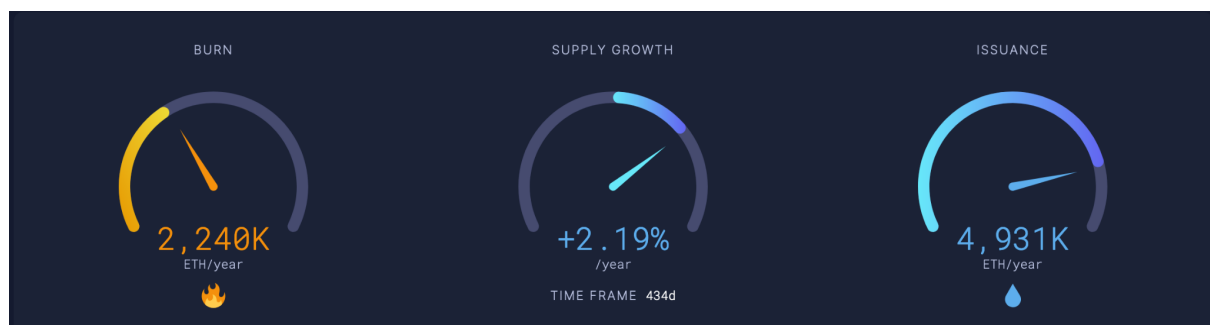 BURN
2,240K
ETH/year
SUPPLY GROWTH
+2.19%
/year
TIME FRAME 434d
ISSUANCE
4,931K
ETH/year